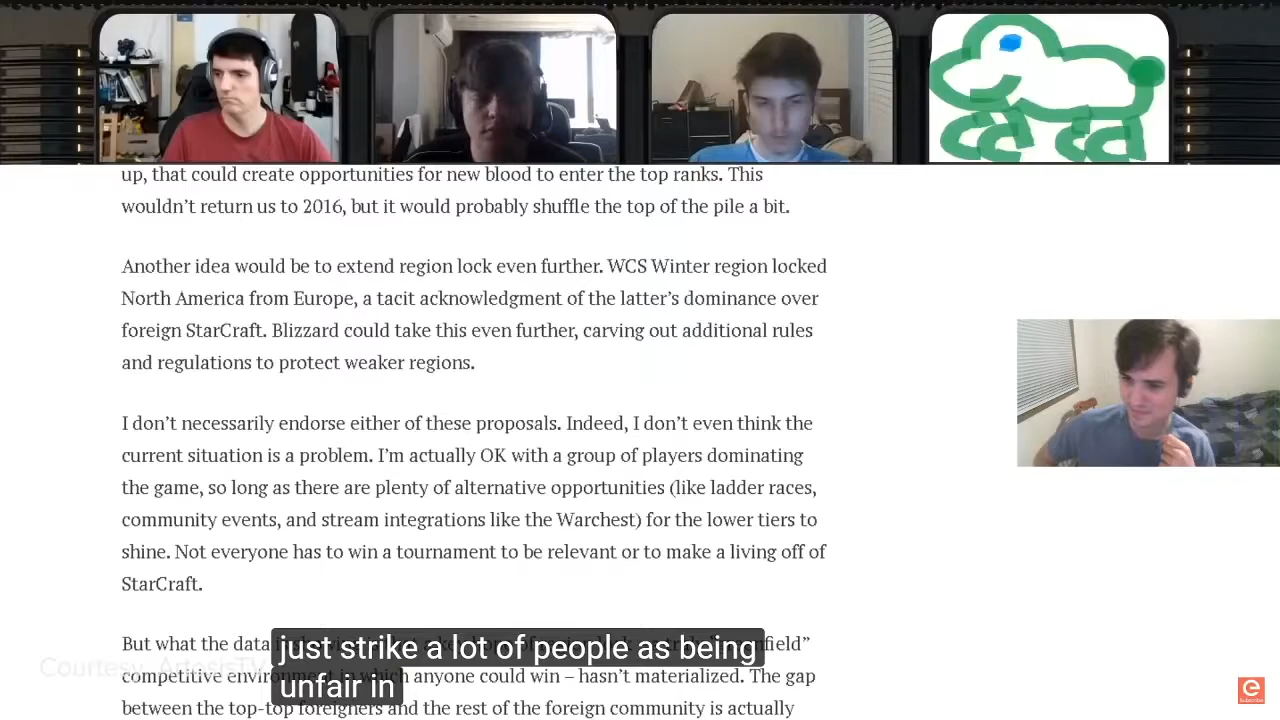 up, that could create opportunities for new blood to enter the top ranks. This
wouldn’t return us to 2016, but it would probably shuffle the top of the pile a bit.
Another idea would be to extend region lock even further. WCS Winter region locked
North America from Europe, a tacit acknowledgment of the latter’s dominance over
foreign StarCraft. Blizzard could take this even further, carving out additional rules
and regulations to protect weaker regions.
I don’t necessarily endorse either of these proposals. Indeed, I don’t even think the
current situation is a problem. I’m actually OK with a group of players dominating
the game, so long as there are plenty of alternative opportunities (like ladder races,
community events, and stream integrations like the Warchest) for the lower tiers to
shine. Not everyone has to win a tournament to be relevant or to make a living off of
StarCraft.
But what the data
just strike a lot of people as being
unfair in
Courtesy: ArtosisTV
competitive which anyone could win – hasn’t materialized. The gap
between the top-top foreigners and the rest of the foreign community is actually
Subscribe